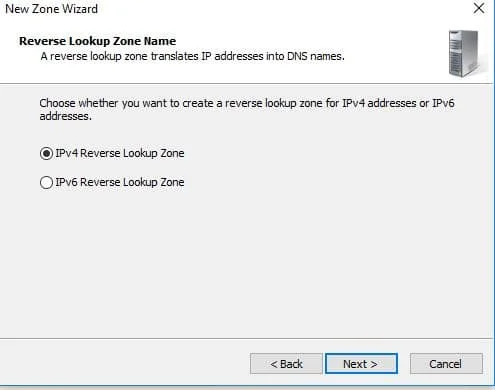 New Zone Wizard
Reverse Lookup Zone Name
A reverse lookup zone translates IP addresses into DNS names.
Choose whether you want to create a reverse lookup zone for IPv4 addresses or IPv6
addresses.
IPv4 Reverse Lookup Zone
IPv6 Reverse Lookup Zone
< Back Next > Cancel